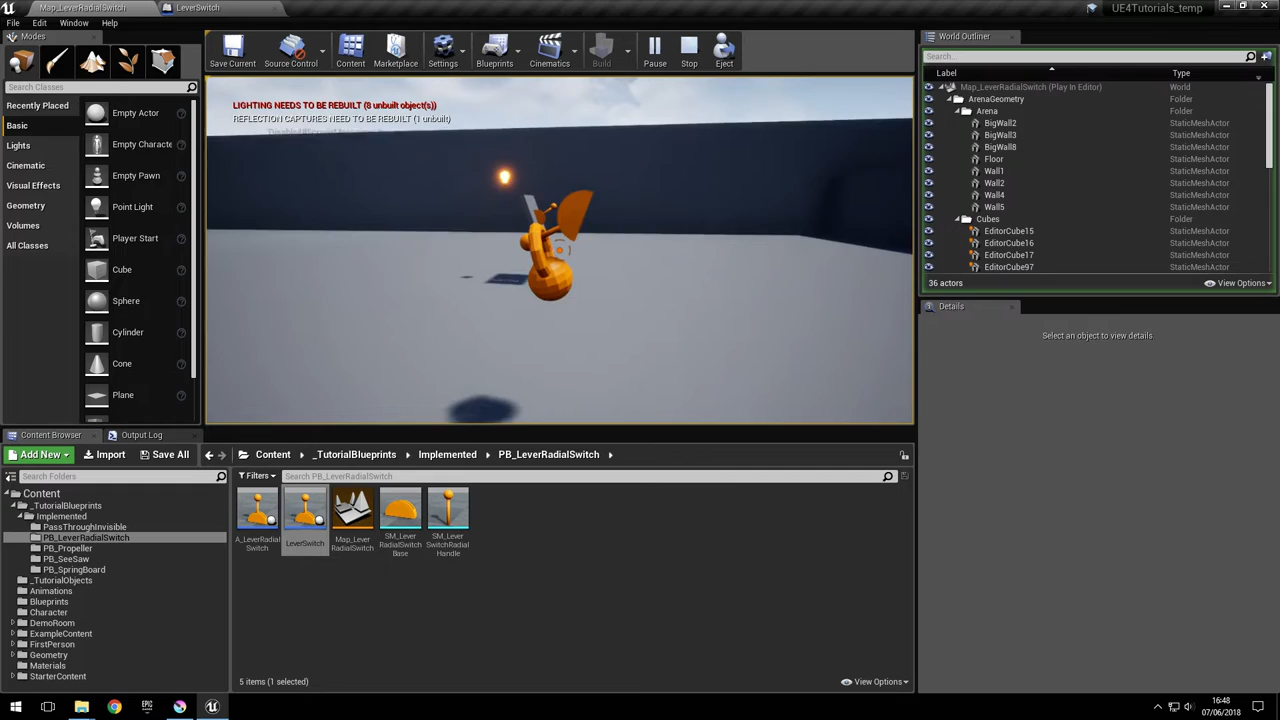 Map_LeverRadialSwitch
LeverSwitch
UE4Tutorials_temp
File Edit Window Help
Modes
Save Current
Source Control
Content
Marketplace
Settings
Blueprints
Cinematics
Build
Pause
Stop
Eject
Search Classes
Recently Placed
Basic
Lights
Cinematic
Visual Effects
Geometry
Volumes
All Classes
Empty Actor
Empty Characte
Empty Pawn
Point Light
Player Start
Cube
Sphere
Cylinder
Cone
Plane
LIGHTING NEEDS TO BE REBUILT (8 unbuilt object(s))
REFLECTION CAPTURES NEED TO BE REBUILT (1 unbuilt)
World Outliner
Search...
Label Type
Map_LeverRadialSwitch (Play In Editor) World
ArenaGeometry Folder
Arena Folder
BigWall2 StaticMeshActor
BigWall3 StaticMeshActor
BigWall8 StaticMeshActor
Floor StaticMeshActor
Wall1 StaticMeshActor
Wall2 StaticMeshActor
Wall4 StaticMeshActor
Wall5 StaticMeshActor
Cubes Folder
EditorCube15 StaticMeshActor
EditorCube16 StaticMeshActor
EditorCube17 StaticMeshActor
EditorCube97 StaticMeshActor
36 actors
View Options
Details
Select an object to view details.
Content Browser
Output Log
Add New
Import
Save All
Content
_TutorialBlueprints
Implemented
PB_LeverRadialSwitch
Search Folders
Filters
Search PB_LeverRadialSwitch
Content
_TutorialBlueprints
Implemented
PassThroughInvisible
PB_LeverRadialSwitch
PB_Propeller
PB_SeeSaw
PB_SpringBoard
_TutorialObjects
Animations
Blueprints
Character
DemoRoom
ExampleContent
FirstPerson
Geometry
Materials
StarterContent
A_LeverRadial
Switch
LeverSwitch
Map_Lever
RadialSwitch
SM_Lever
RadialSwitch
Base
SM_Lever
SwitchRadial
Handle
5 items (1 selected)
View Options
EPIC
16:48
07/06/2018